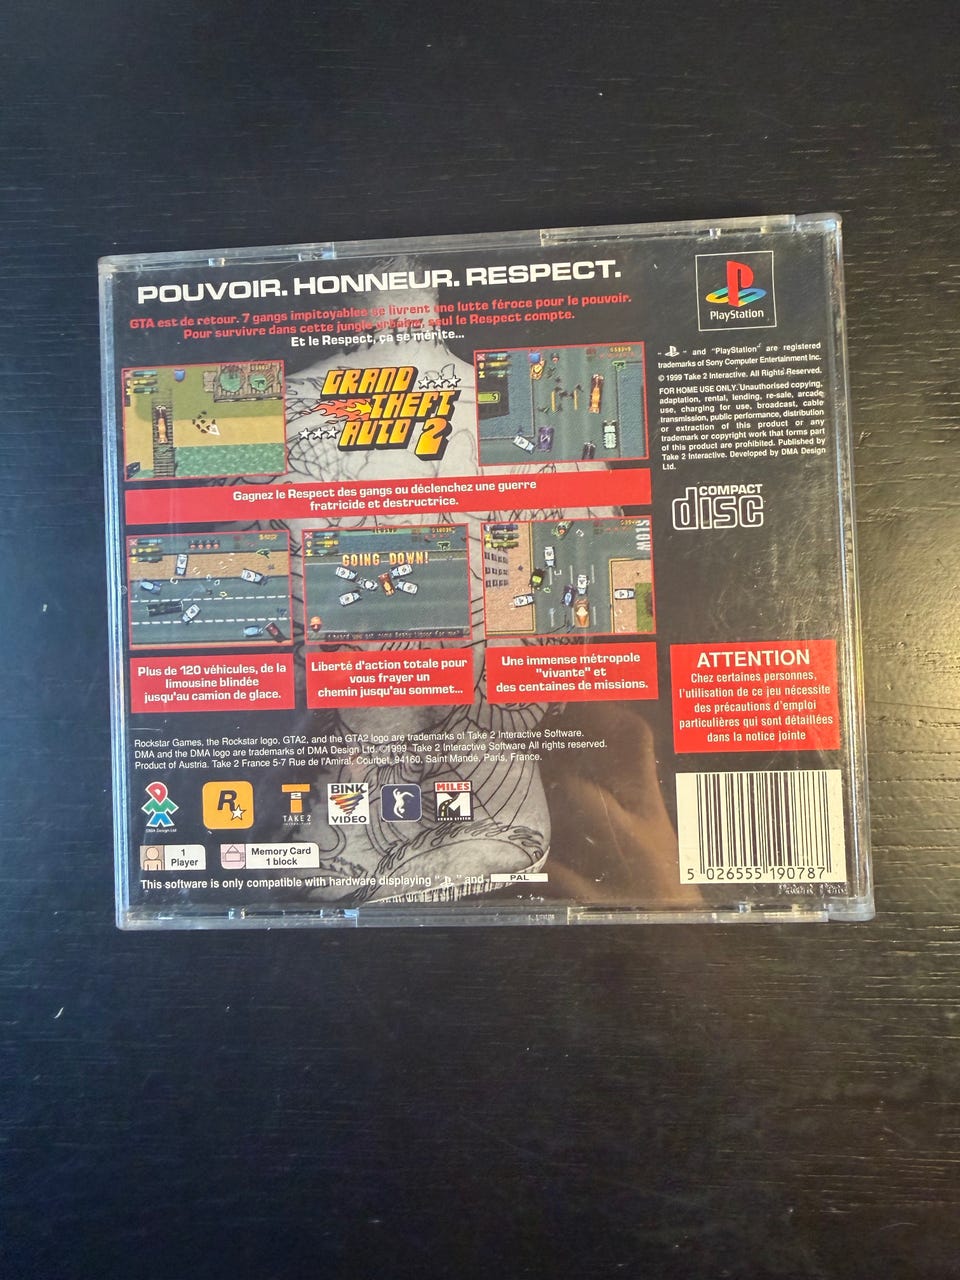 POUVOIR. HONNEUR. RESPECT.
GTA est de retour. 7 gangs impitoyables se livrent une lutte féroce pour le pouvoir.
Pour survivre dans cette jungle urbaine, seul le Respect compte.
Et le Respect, ça se mérite...
GRAND
THEFT
AUTO 2
Gagnez le Respect des gangs ou déclenchez une guerre
fratricide et destructrice.
GOING DOWN!
SLOW
Plus de 120 véhicules, de la
limousine blindée
jusqu'au camion de glace.
Liberté d'action totale pour
vous frayer un
chemin jusqu'au sommet...
Une immense métropole
"vivante" et
des centaines de missions.
Rockstar Games, the Rockstar logo, GTA2, and the GTA2 logo are trademarks of Take 2 Interactive Software.
DMA and the DMA logo are trademarks of DMA Design Ltd. ©1999 Take 2 Interactive Software All rights reserved.
Product of Austria. Take 2 France 5-7 Rue de l'Amiral, Courbet, 94160, Saint Mandé, Paris, France.
DMA Design Ltd
R
T2
TAKE 2
INTERACTIVE
BINK
VIDEO
MILES
SOUND SYSTEM
1
Player
Memory Card
1 block
This software is only compatible with hardware displaying " " and PAL
PlayStation
" " and "PlayStation" are registered
trademarks of Sony Computer Entertainment Inc.
© 1999 Take 2 Interactive. All Rights Reserved.
FOR HOME USE ONLY. Unauthorised copying,
adaptation, rental, lending, re-sale, arcade
use, charging for use, broadcast, cable
transmission, public performance, distribution
or extraction of this product or any
trademark or copyright work that forms part
of this product are prohibited. Published by
Take 2 Interactive. Developed by DMA Design
Ltd.
COMPACT
disc
ATTENTION
Chez certaines personnes,
l'utilisation de ce jeu nécessite
des précautions d'emploi
particulières qui sont détaillées
dans la notice jointe
5 026555 190787